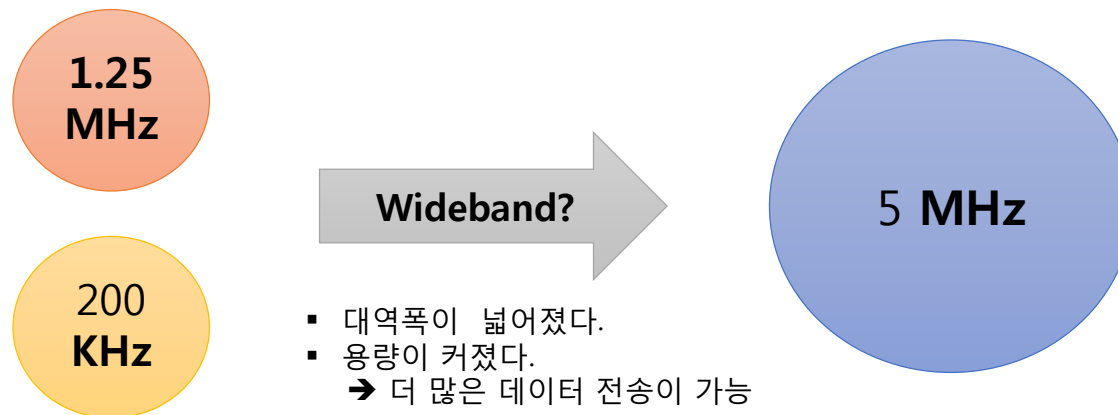 1.25
MHz
200
KHz
Wideband?
▪ 대역폭이 넓어졌다.
▪ 용량이 커졌다.
➔ 더 많은 데이터 전송이 가능
5 MHz